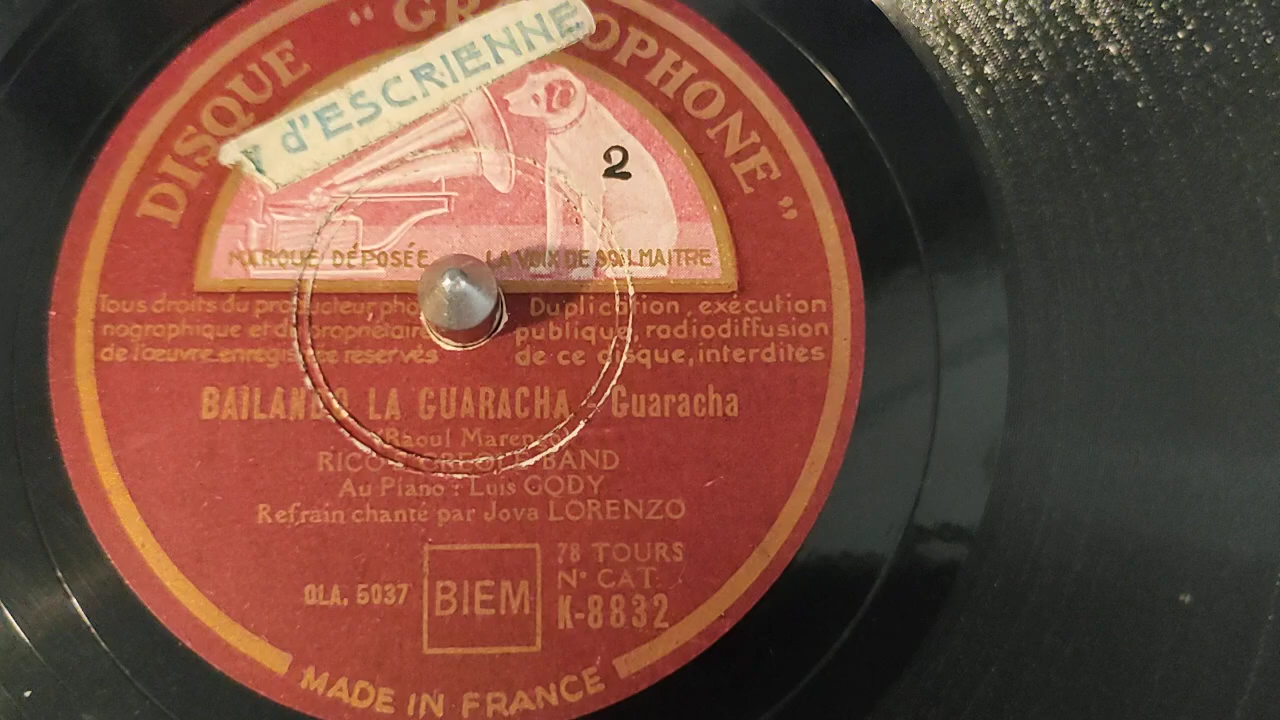 DISQUE "GRAMOPHONE"
d'ESCRIENNE
2
MARQUE DÉPOSÉE LA VOIX DE SON MAITRE
Tous droits du producteur pho
nographique et du propriétaire
de l'œuvre enregistrée reservés
Duplication, exécution
publique, radiodiffusion
de ce disque, interdites
BAILANDO LA GUARACHA - Guaracha
(Raoul Marengo)
RICO'S CREOLE BAND
Au Piano : Luis GODY
Refrain chanté par Jova LORENZO
OLA. 5037
BIEM
78 TOURS
N° CAT.
K-8832
MADE IN FRANCE